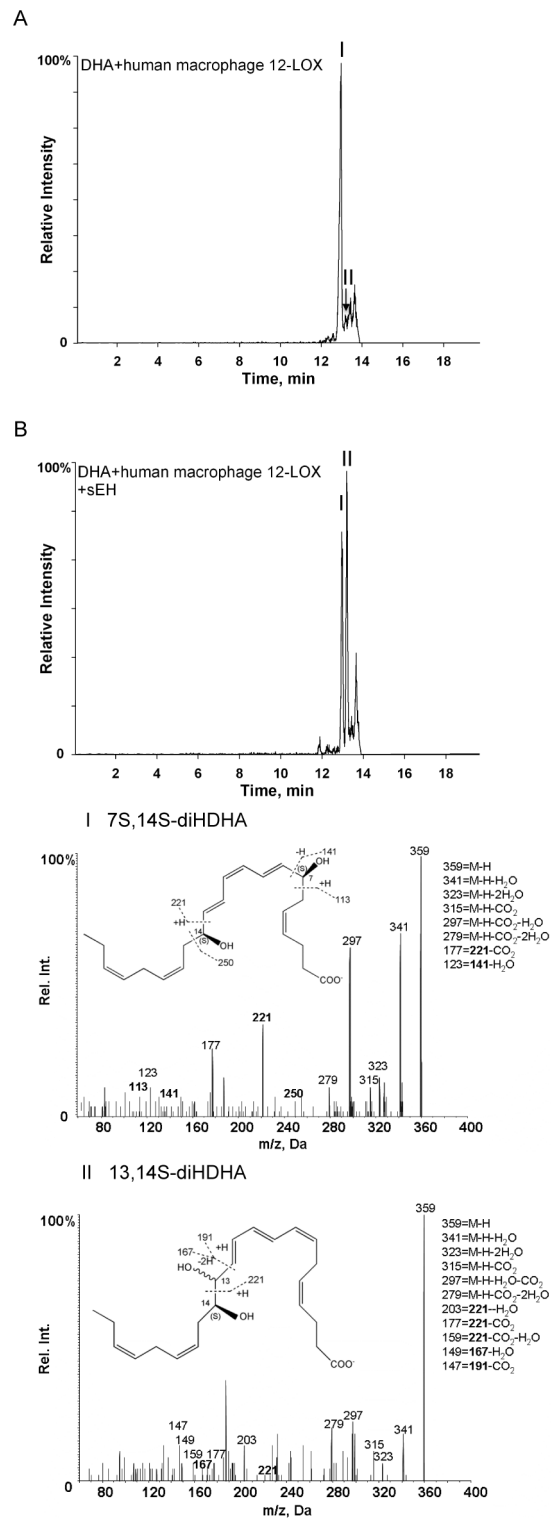 A
I
100%
DHA+human macrophage 12-LOX
Relative Intensity
I I
0
2 4 6 8 10 12 14 16 18
Time, min
B
II
100%
DHA+human macrophage 12-LOX
+sEH
I
Relative Intensity
0
2 4 6 8 10 12 14 16 18
Time, min
I 7S,14S-diHDHA
100%
359
-H 141
(S) OH
7
+H
113
221
+H
14
(S) OH
250
COO-
359=M-H
341=M-H-H2O
323=M-H-2H2O
315=M-H-CO2
297=M-H-CO2-H2O
279=M-H-CO2-2H2O
177=221-CO2
123=141-H2O
Rel. Int.
341
297
221
177
123
113
141
250
279
315
323
0
80 120 160 200 240 280 320 360 400
m/z, Da
II 13,14S-diHDHA
100%
359
191
+H
167
-2H
HO
13
221
+H
14
(S) OH
COO-
359=M-H
341=M-H-H2O
323=M-H-2H2O
315=M-H-CO2
297=M-H-H2O-CO2
279=M-H-CO2-2H2O
203=221--H2O
177=221-CO2
159=221-CO2-H2O
149=167-H2O
147=191-CO2
Rel. Int.
147
149
159
167
177
203
221
279
297
315
323
341
0
80 120 160 200 240 280 320 360 400
m/z, Da